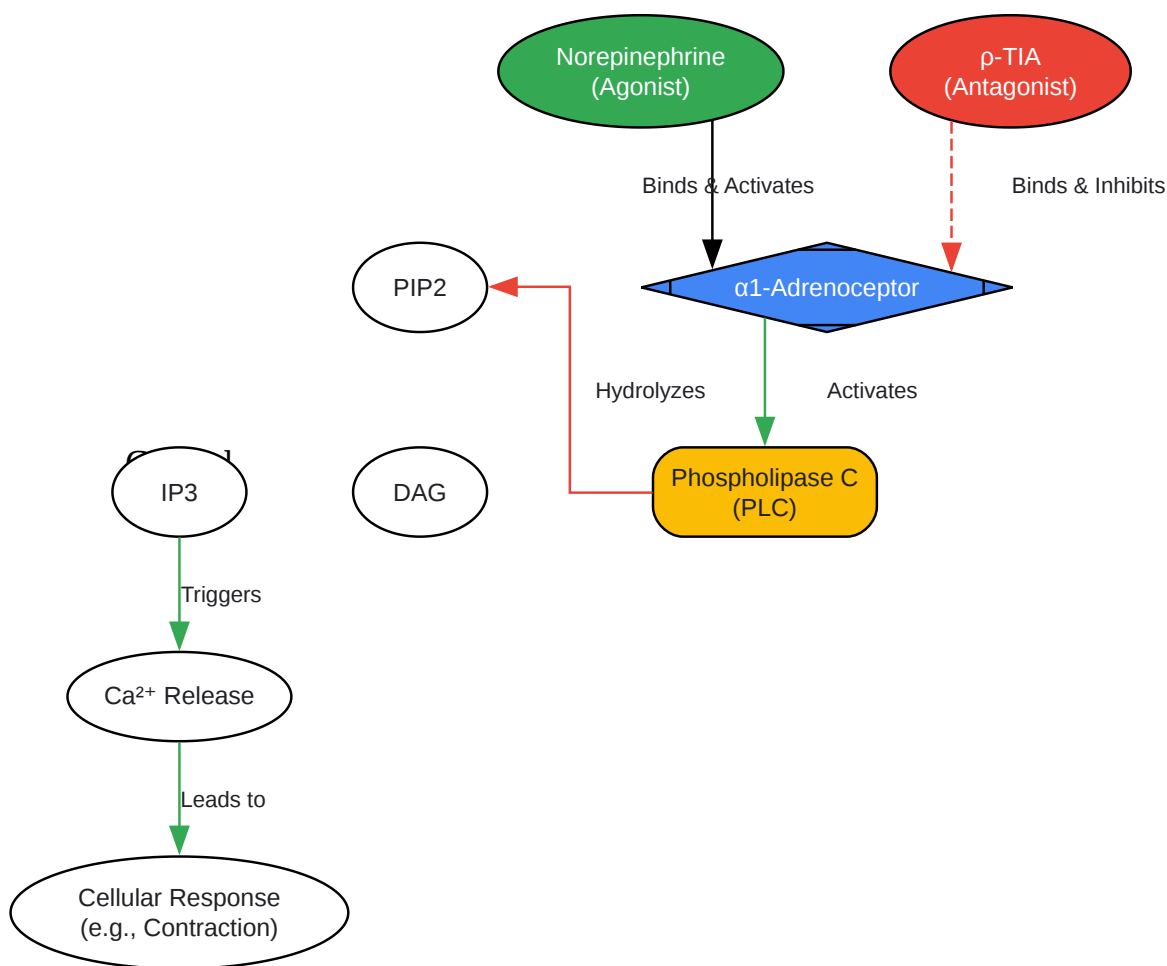 Norepinephrine
(Agonist)
ρ-TIA
(Antagonist)
Binds & Activates
Binds & Inhibits
PIP2
α1-Adrenoceptor
Hydrolyzes
Activates
IP3
DAG
Phospholipase C
(PLC)
Triggers
Ca²⁺ Release
Leads to
Cellular Response
(e.g., Contraction)